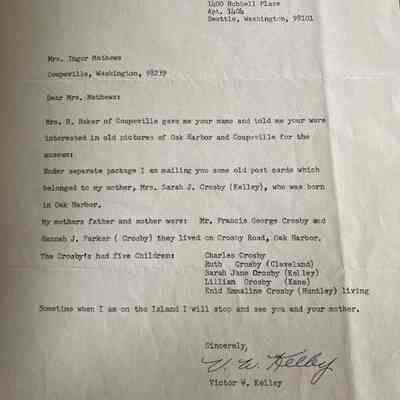 1400 Hubbell Place
Apt. 1404
Seattle, Washington, 98101
Mrs. Inger Mathews
Coupeville, Washington, 98239
Dear Mrs. Mathews:
Mrs. R. Baker of Coupeville gave me your name and told me your were
interested in old pictures of Oak Harbor and Coupeville for the
museum:
Under separate package I am mailing you some old post cards which
belonged to my mother, Mrs. Sarah J. Crosby (Kelley), who was born
in Oak Harbor.
My mothers father and mother were: Mr. Francis George Crosby and
Hannah J. Parker ( Crosby) they lived on Crosby Road, Oak Harbor.
The Crosby's had five Children: Charles Crosby
Ruth Crosby (Cleveland)
Sarah Jane Crosby (Kelley)
Lilliam Crosby (Kane)
Enid Emmaline Crosby (Huntley) living
Sometime when I am on the Island I will stop and see you and your mother.
Sincerely,
V. W. Kelley
Victor W. Kelley